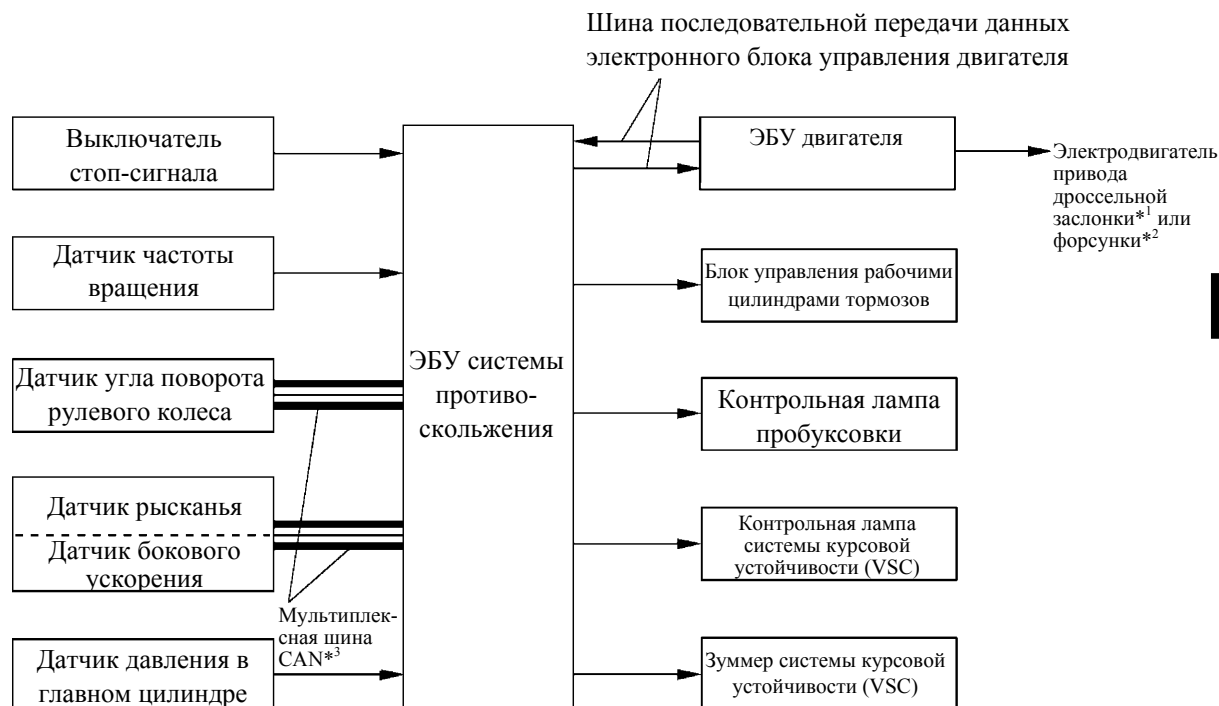 Шина последовательной передачи данных
электронного блока управления двигателя
Выключатель
стоп-сигнала
ЭБУ двигателя
Электродвигатель
привода
дроссельной
заслонки*1 или
форсунки*2
Датчик частоты
вращения
Блок управления рабочими
цилиндрами тормозов
Датчик угла поворота
рулевого колеса
ЭБУ системы
противо-
скольжения
Контрольная лампа
пробуксовки
Датчик рысканья
Датчик бокового
ускорения
Контрольная лампа
системы курсовой
устойчивости (VSC)
Мультиплек-
сная шина
CAN*3
Датчик давления в
главном цилиндре
Зуммер системы курсовой
устойчивости (VSC)